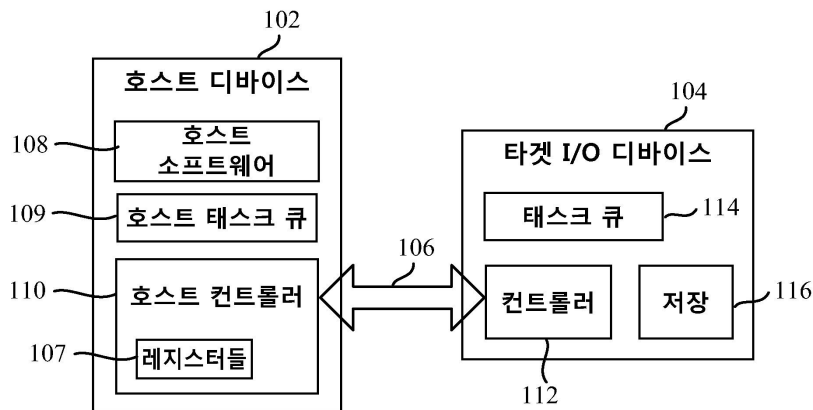 102
호스트 디바이스
108
호스트
소프트웨어
109
호스트 태스크 큐
110
호스트 컨트롤러
107
레지스터들
106
104
타겟 I/O 디바이스
태스크 큐
114
컨트롤러
저장
116
112